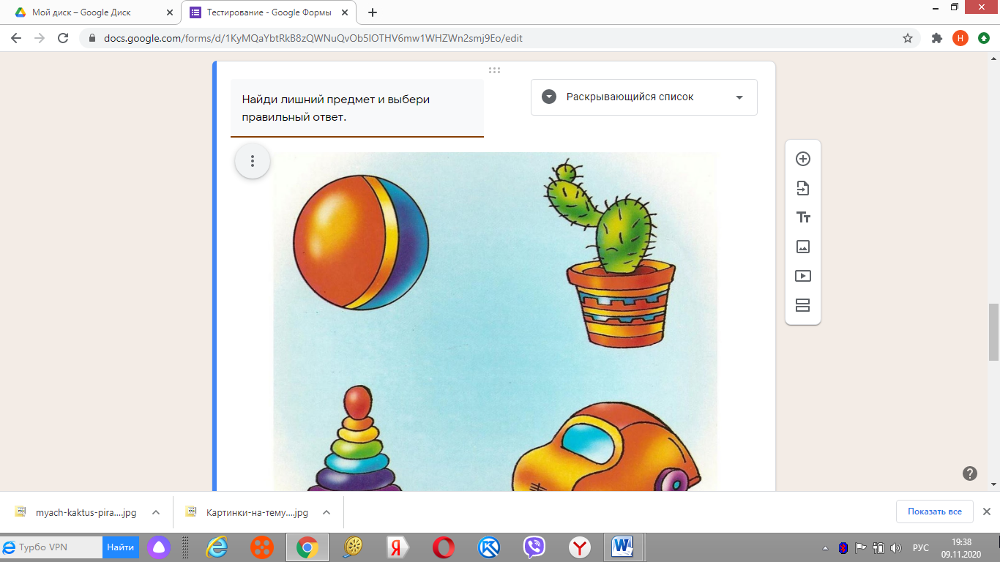 Мой диск – Google Диск
Тестирование - Google Формы
docs.google.com/forms/d/1KyMQaYbtRkB8zQWNuQvOb5IOTHV6mw1WHZWn2smj9Eo/edit
Н
Найди лишний предмет и выбери
правильный ответ.
Раскрывающийся список
Тт
myach-kaktus-pira....jpg
Картинки-на-тему....jpg
Показать все
Турбо VPN
Найти
РУС
19:38
09.11.2020